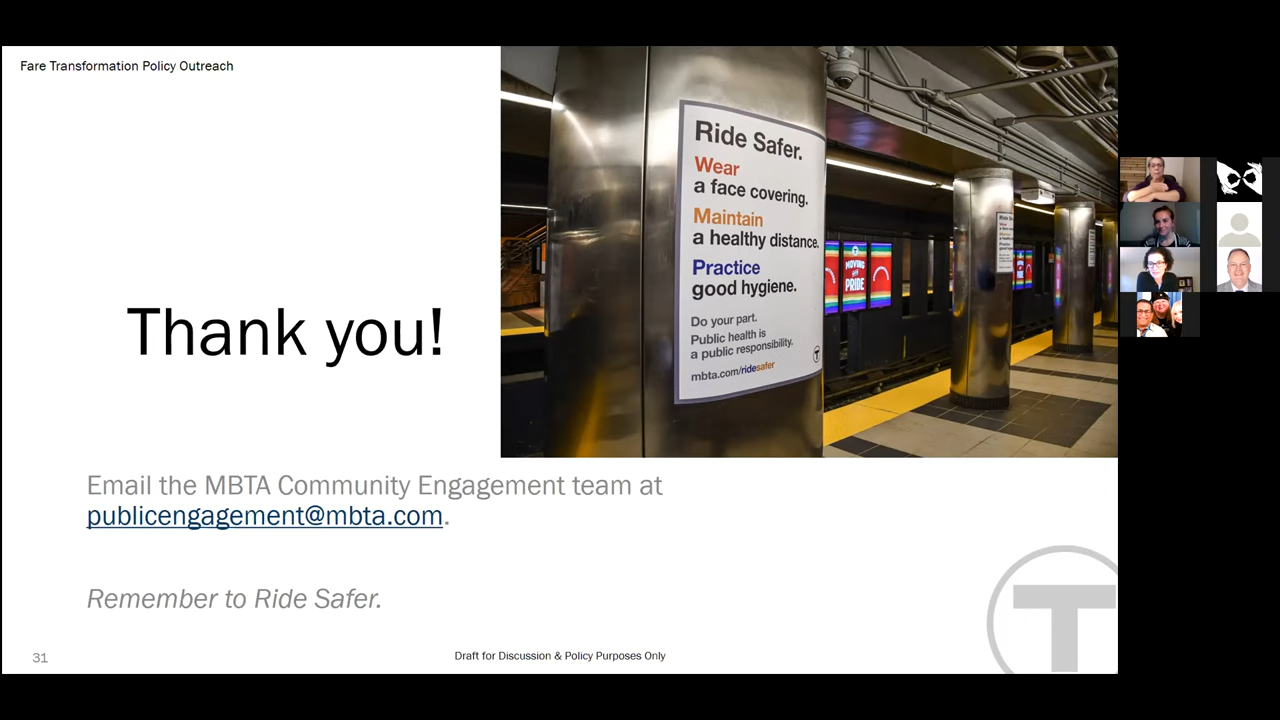 Fare Transformation Policy Outreach
Ride Safer.
Wear
a face covering.
Maintain
a healthy distance.
Practice
good hygiene.
Do your part.
Public health is
a public responsibility.
mbta.com/ridesafer
T
MOVING
PRIDE
Thank you!
Email the MBTA Community Engagement team at
publicengagement@mbta.com.
Remember to Ride Safer.
31
Draft for Discussion & Policy Purposes Only
T